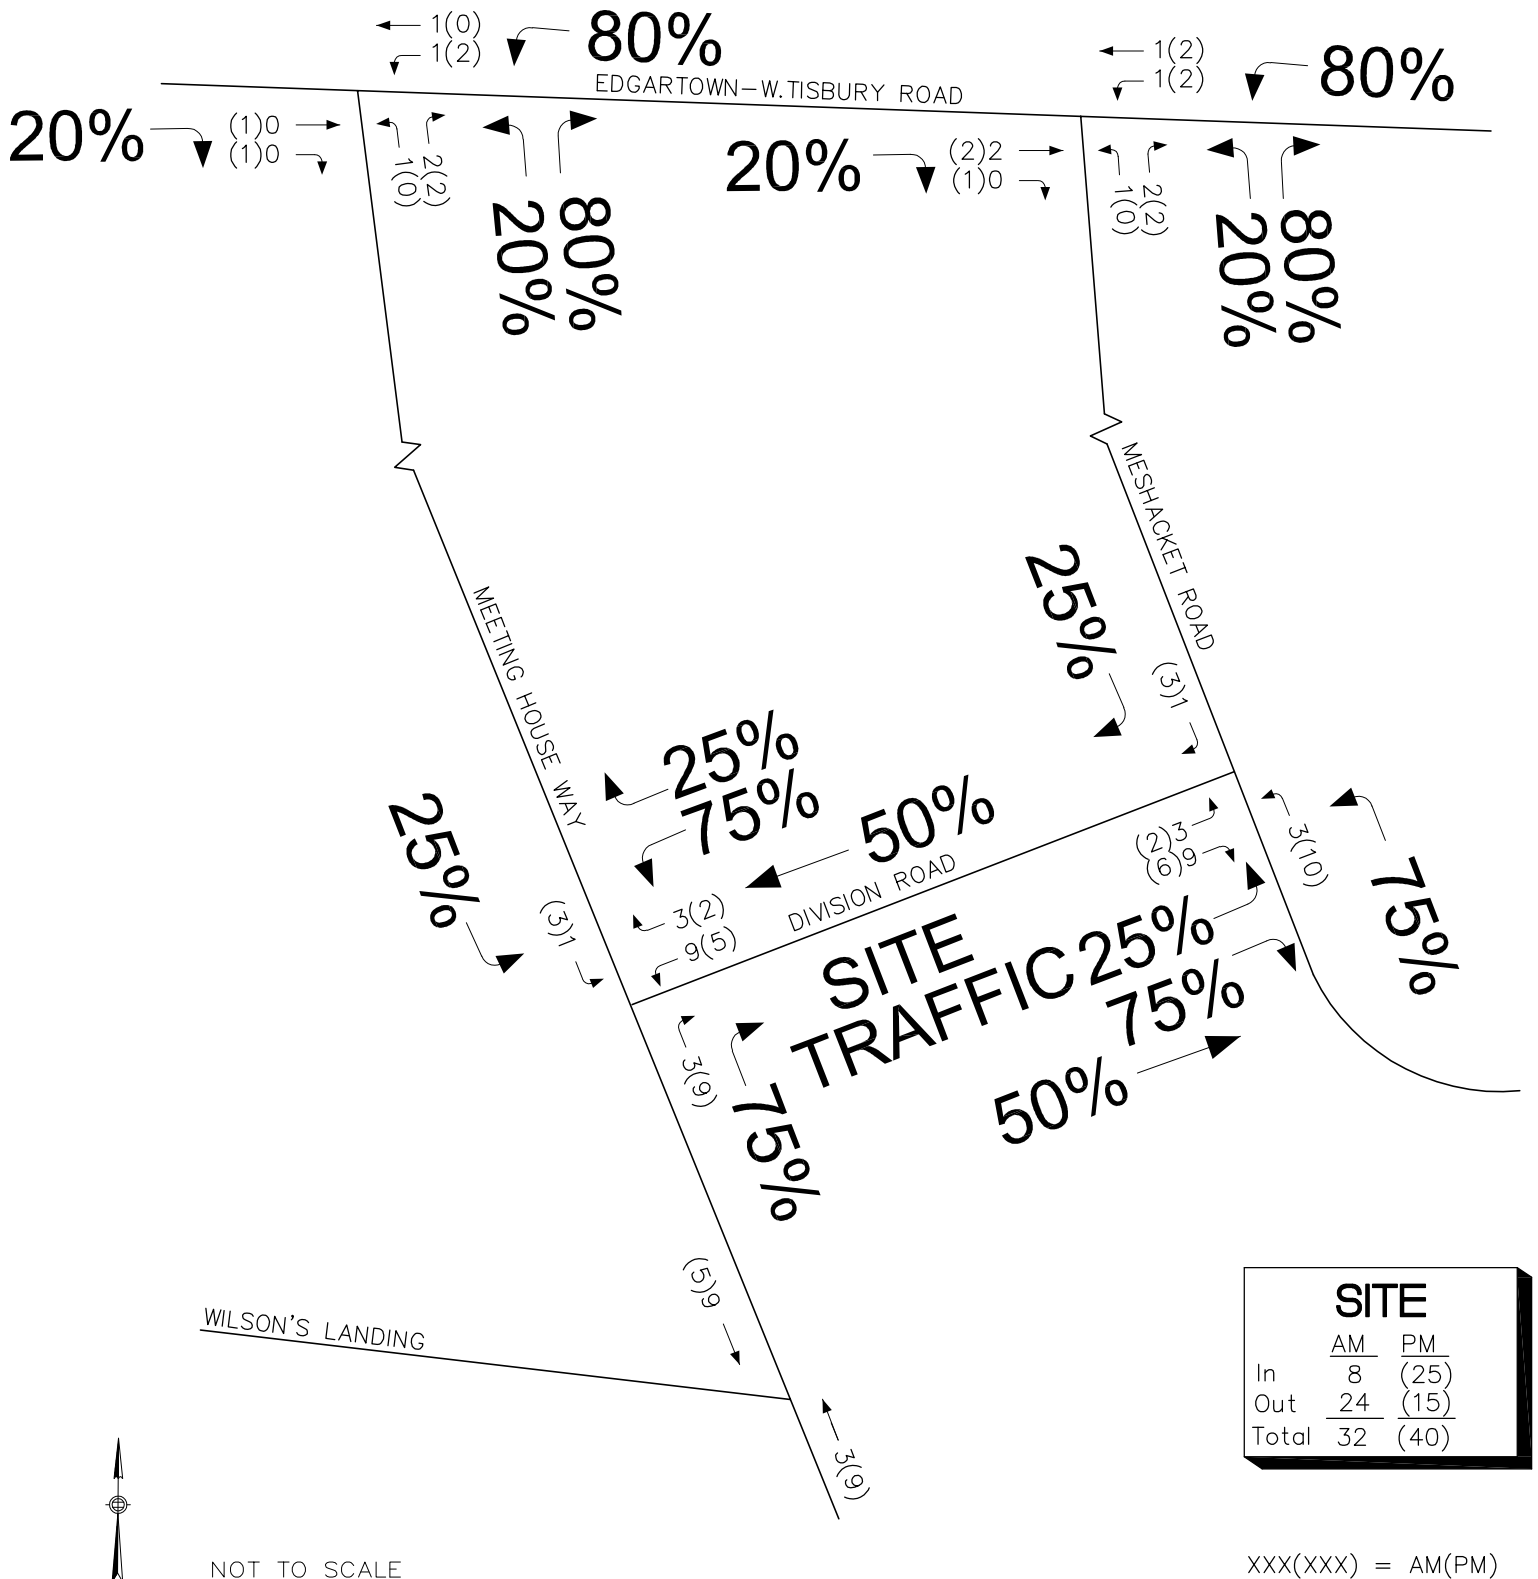 1(0)
1(2)
80%
EDGARTOWN-W.TISBURY ROAD
1(2)
1(2)
80%
20%
(1)0
(1)0
1(0)
2(2)
20%
80%
20%
(2)2
(1)0
1(0)
2(2)
20%
80%
MESHACKET ROAD
25%
(3)1
MEETING HOUSE WAY
25%
75%
50%
25%
(3)1
3(2)
9(5)
DIVISION ROAD
(2)3
(6)9
3(10)
75%
SITE
TRAFFIC
25%
75%
50%
3(9)
75%
(5)9
WILSON'S LANDING
3(9)
SITE
AM PM
In 8 (25)
Out 24 (15)
Total 32 (40)
NOT TO SCALE
XXX(XXX) = AM(PM)